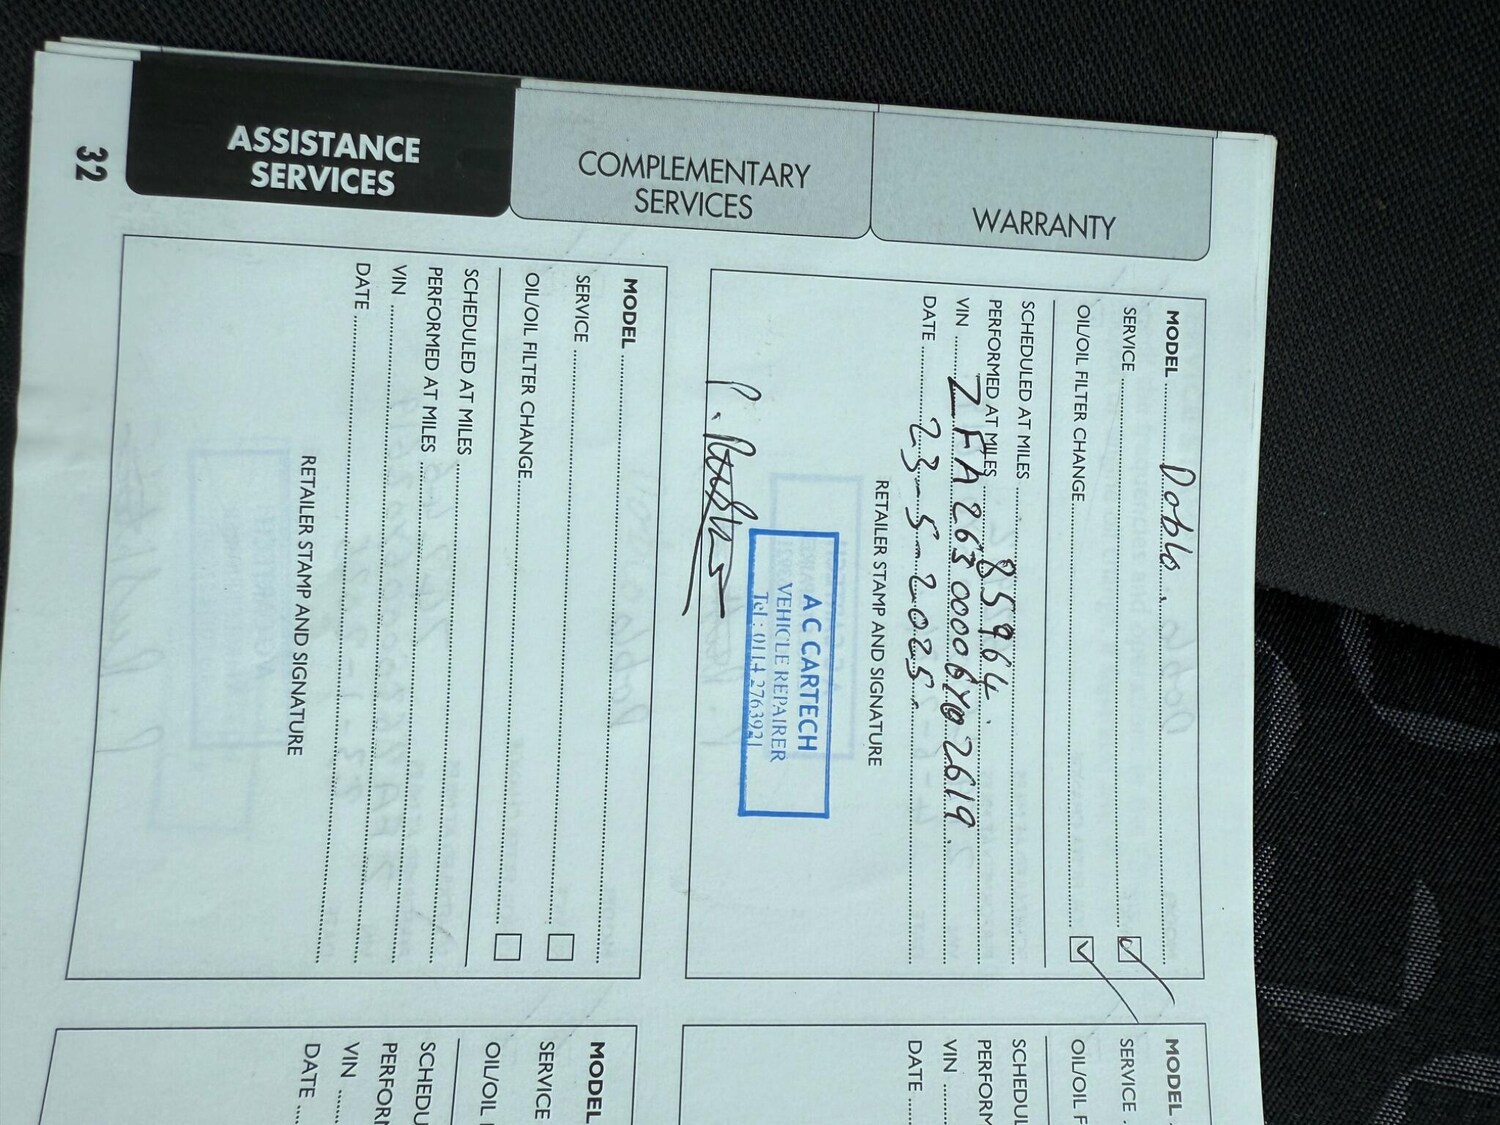 ASSISTANCE
SERVICES
COMPLEMENTARY
SERVICES
WARRANTY
32
MODEL Doblo.
SERVICE
OIL/OIL FILTER CHANGE
SCHEDULED AT MILES
PERFORMED AT MILES 85964.
VIN ZFA26300006Y02619.
DATE 23-5-2025.
RETAILER STAMP AND SIGNATURE
A C CARTECH
VEHICLE REPAIRER
Tel: 0114 2763921
MODEL
SERVICE
OIL/OIL FILTER CHANGE
SCHEDULED AT MILES
PERFORMED AT MILES
VIN
DATE
RETAILER STAMP AND SIGNATURE
MODEL
SERVICE
OIL/OIL F
SCHEDUL
PERFORM
VIN
DATE
MODEL
SERVICE
OIL/OIL
SCHEDU
PERFOR
VIN
DATE